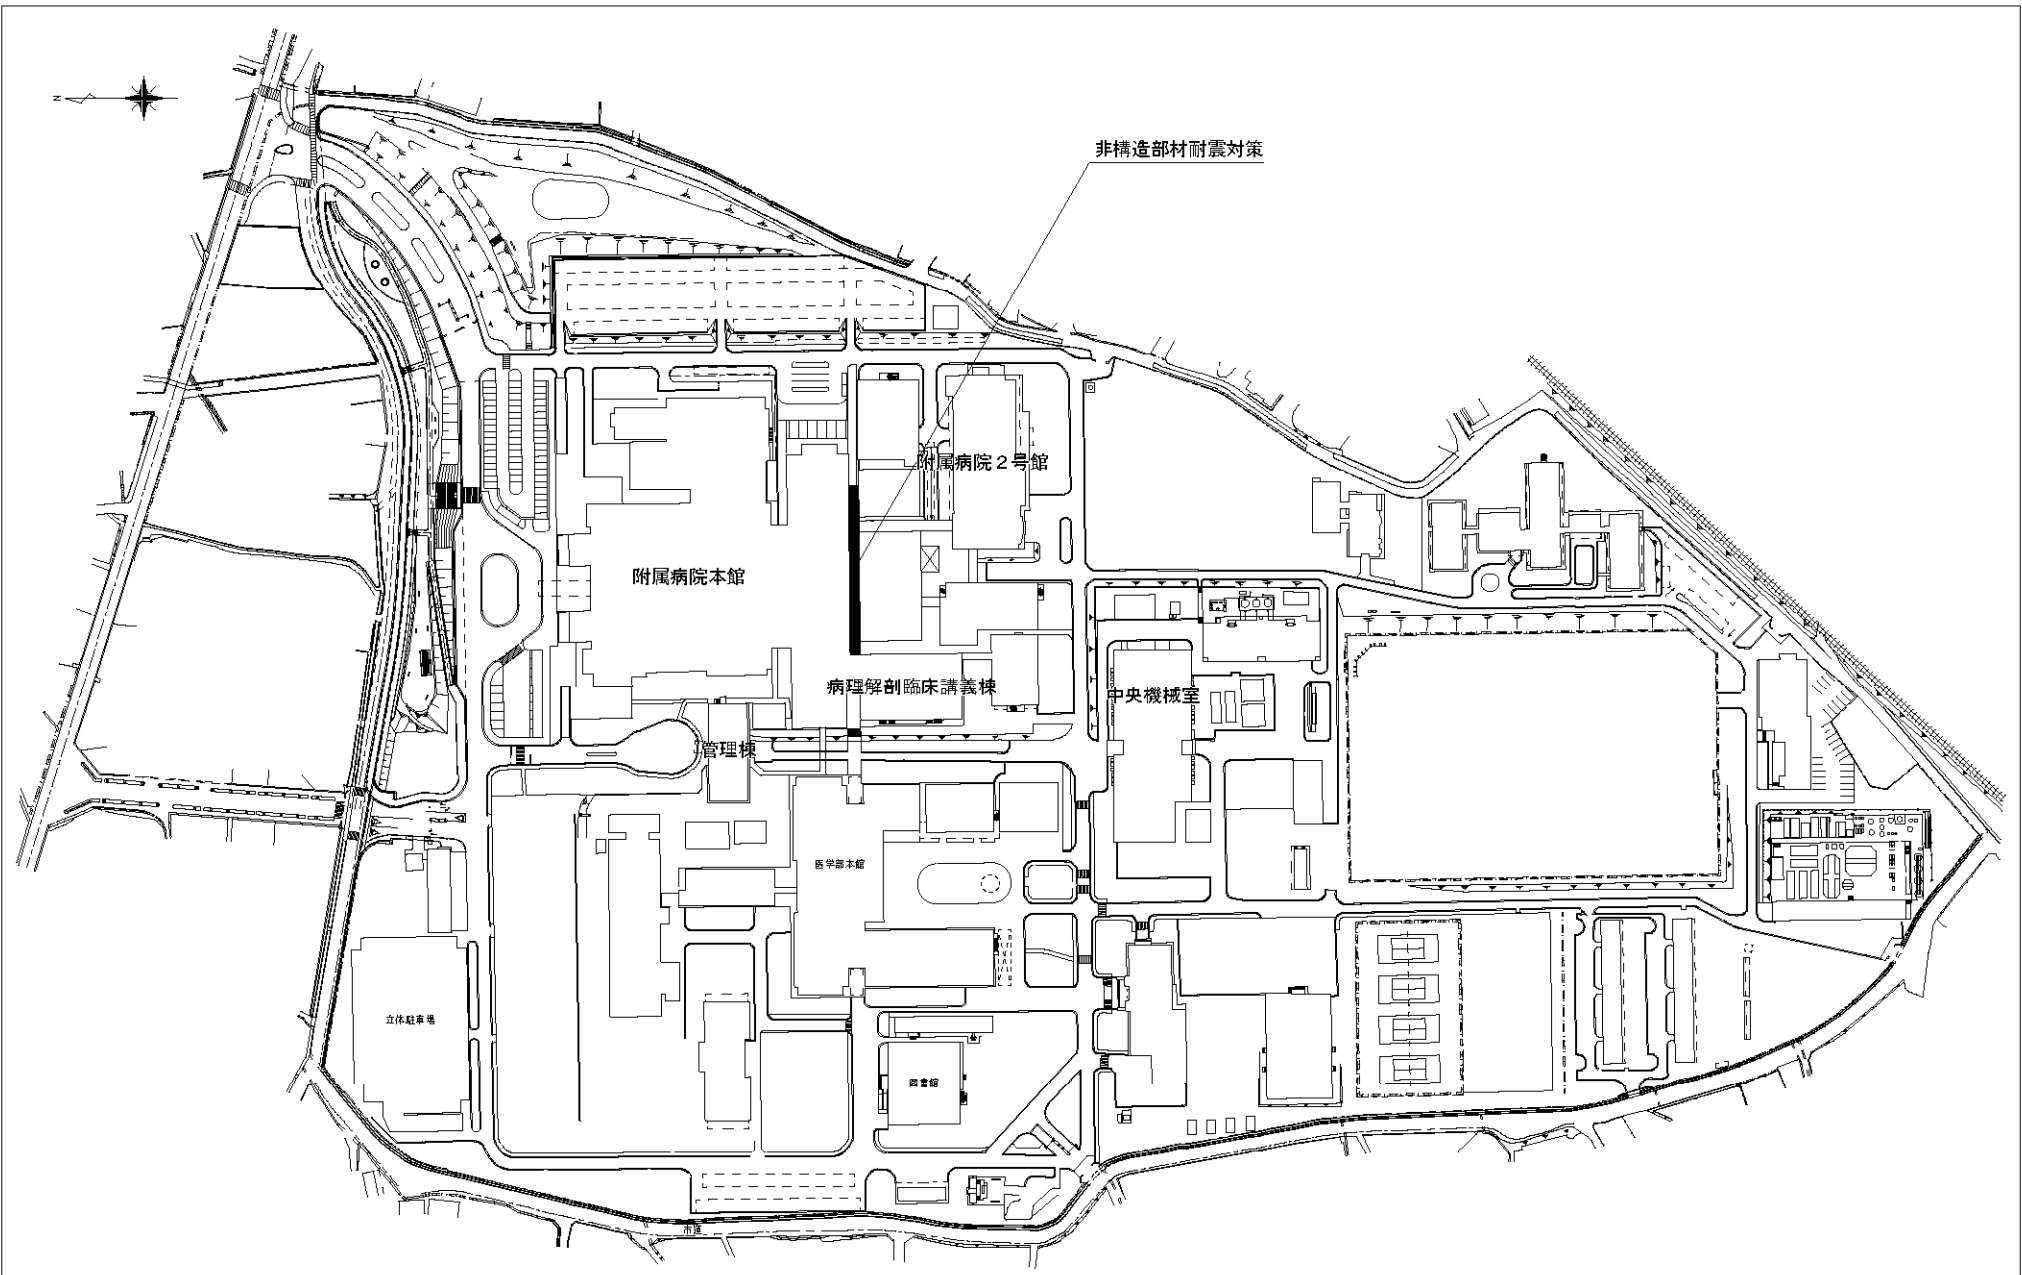 N
非構造部材耐震対策
附属病院２号館
附属病院本館
病理解剖臨床講義棟
中央機械室
管理棟
医学部本館
立体駐車場
図書館
市道